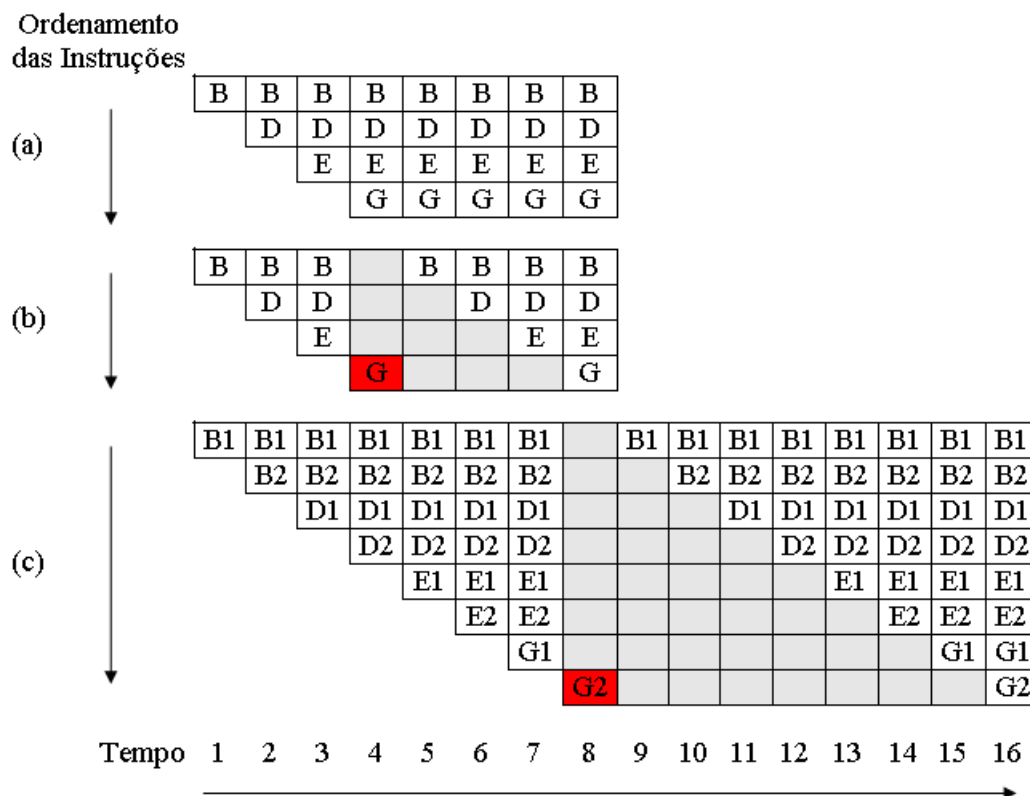 Ordenamento
das Instruções
B B B B B B B B
D D D D D D D
(a)
E E E E E E
G G G G G
B B B B B B B
D D D D D
(b)
E E E
G G
B1 B1 B1 B1 B1 B1 B1 B1 B1 B1 B1 B1 B1 B1 B1
B2 B2 B2 B2 B2 B2 B2 B2 B2 B2 B2 B2 B2
D1 D1 D1 D1 D1 D1 D1 D1 D1 D1 D1
D2 D2 D2 D2 D2 D2 D2 D2 D2
(c)
E1 E1 E1 E1 E1 E1 E1
E2 E2 E2 E2 E2
G1 G1 G1
G2 G2
Tempo 1 2 3 4 5 6 7 8 9 10 11 12 13 14 15 16